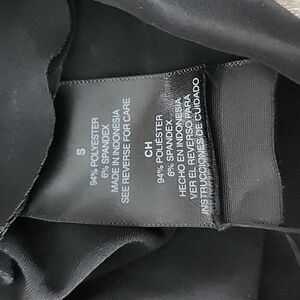 S
94% POLYESTER
6% SPANDEX
MADE IN INDONESIA
SEE REVERSE FOR CARE
CH
94% POLIÉSTER
6% SPANDEX
HECHO EN INDONESIA
VER EL REVERSO PARA
INSTRUCCIONES DE CUIDADO